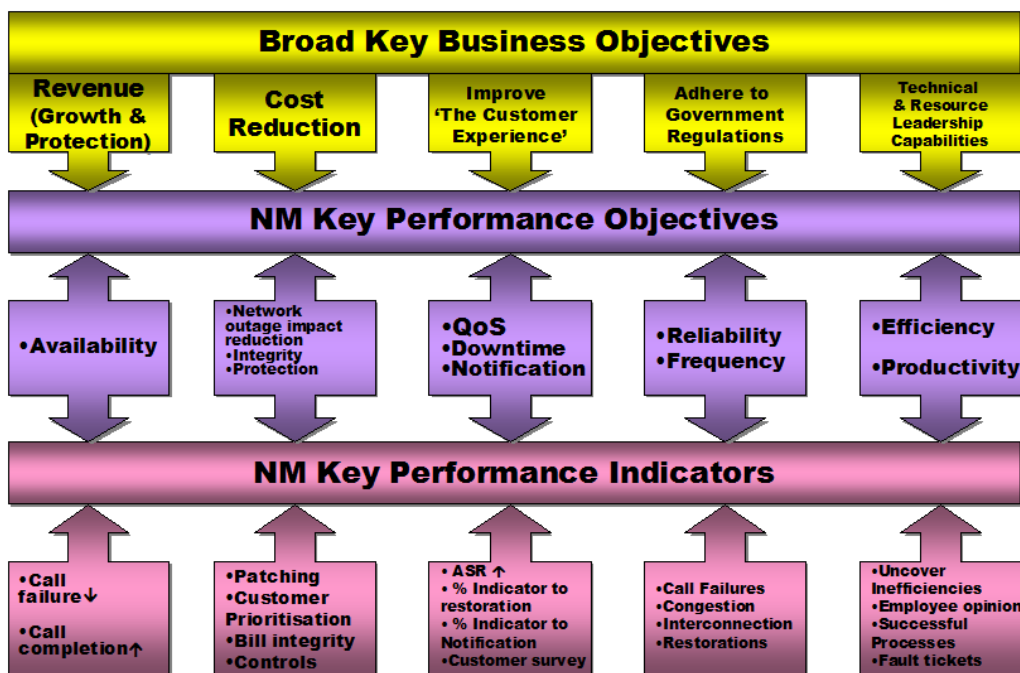 Broad Key Business Objectives
Revenue
(Growth &
Protection)
Cost
Reduction
Improve
‘The Customer
Experience’
Adhere to
Government
Regulations
Technical
& Resource
Leadership
Capabilities
NM Key Performance Objectives
•Availability
•Network
outage impact
reduction
•Integrity
•Protection
•QoS
•Downtime
•Notification
•Reliability
•Frequency
•Efficiency
•Productivity
NM Key Performance Indicators
•Call
failure↓
•Call
completion↑
•Patching
•Customer
Prioritisation
•Bill integrity
•Controls
• ASR ↑
• % Indicator to
restoration
• % Indicator to
Notification
•Customer survey
•Call Failures
•Congestion
•Interconnection
•Restorations
•Uncover
Inefficiencies
•Employee opinion
•Successful
Processes
•Fault tickets